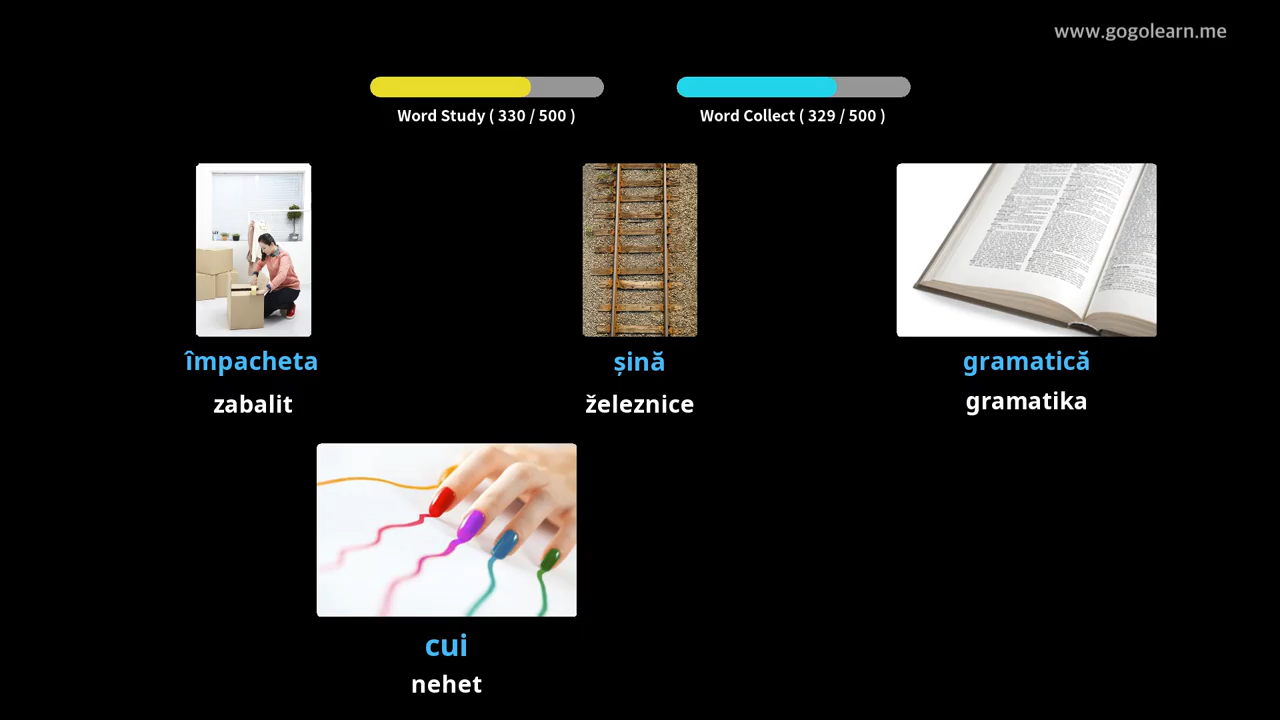 www.gogolearn.me
Word Study ( 330 / 500 )
Word Collect ( 329 / 500 )
împacheta
zabalit
șină
železnice
gramatică
gramatika
cui
nehet